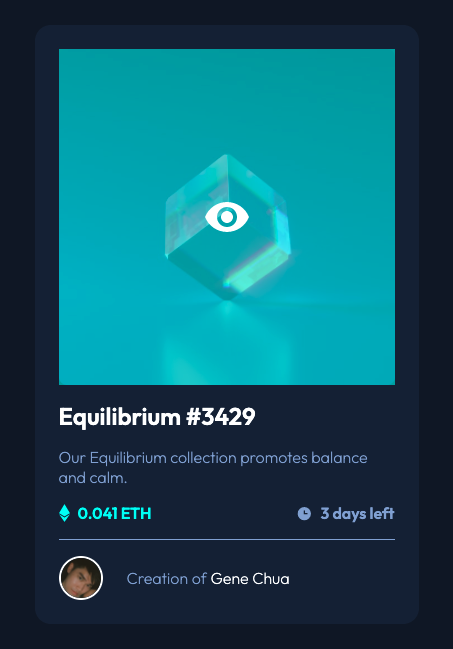 Equilibrium #3429
Our Equilibrium collection promotes balance
and calm.
0.041 ETH
3 days left
Creation of Gene Chua